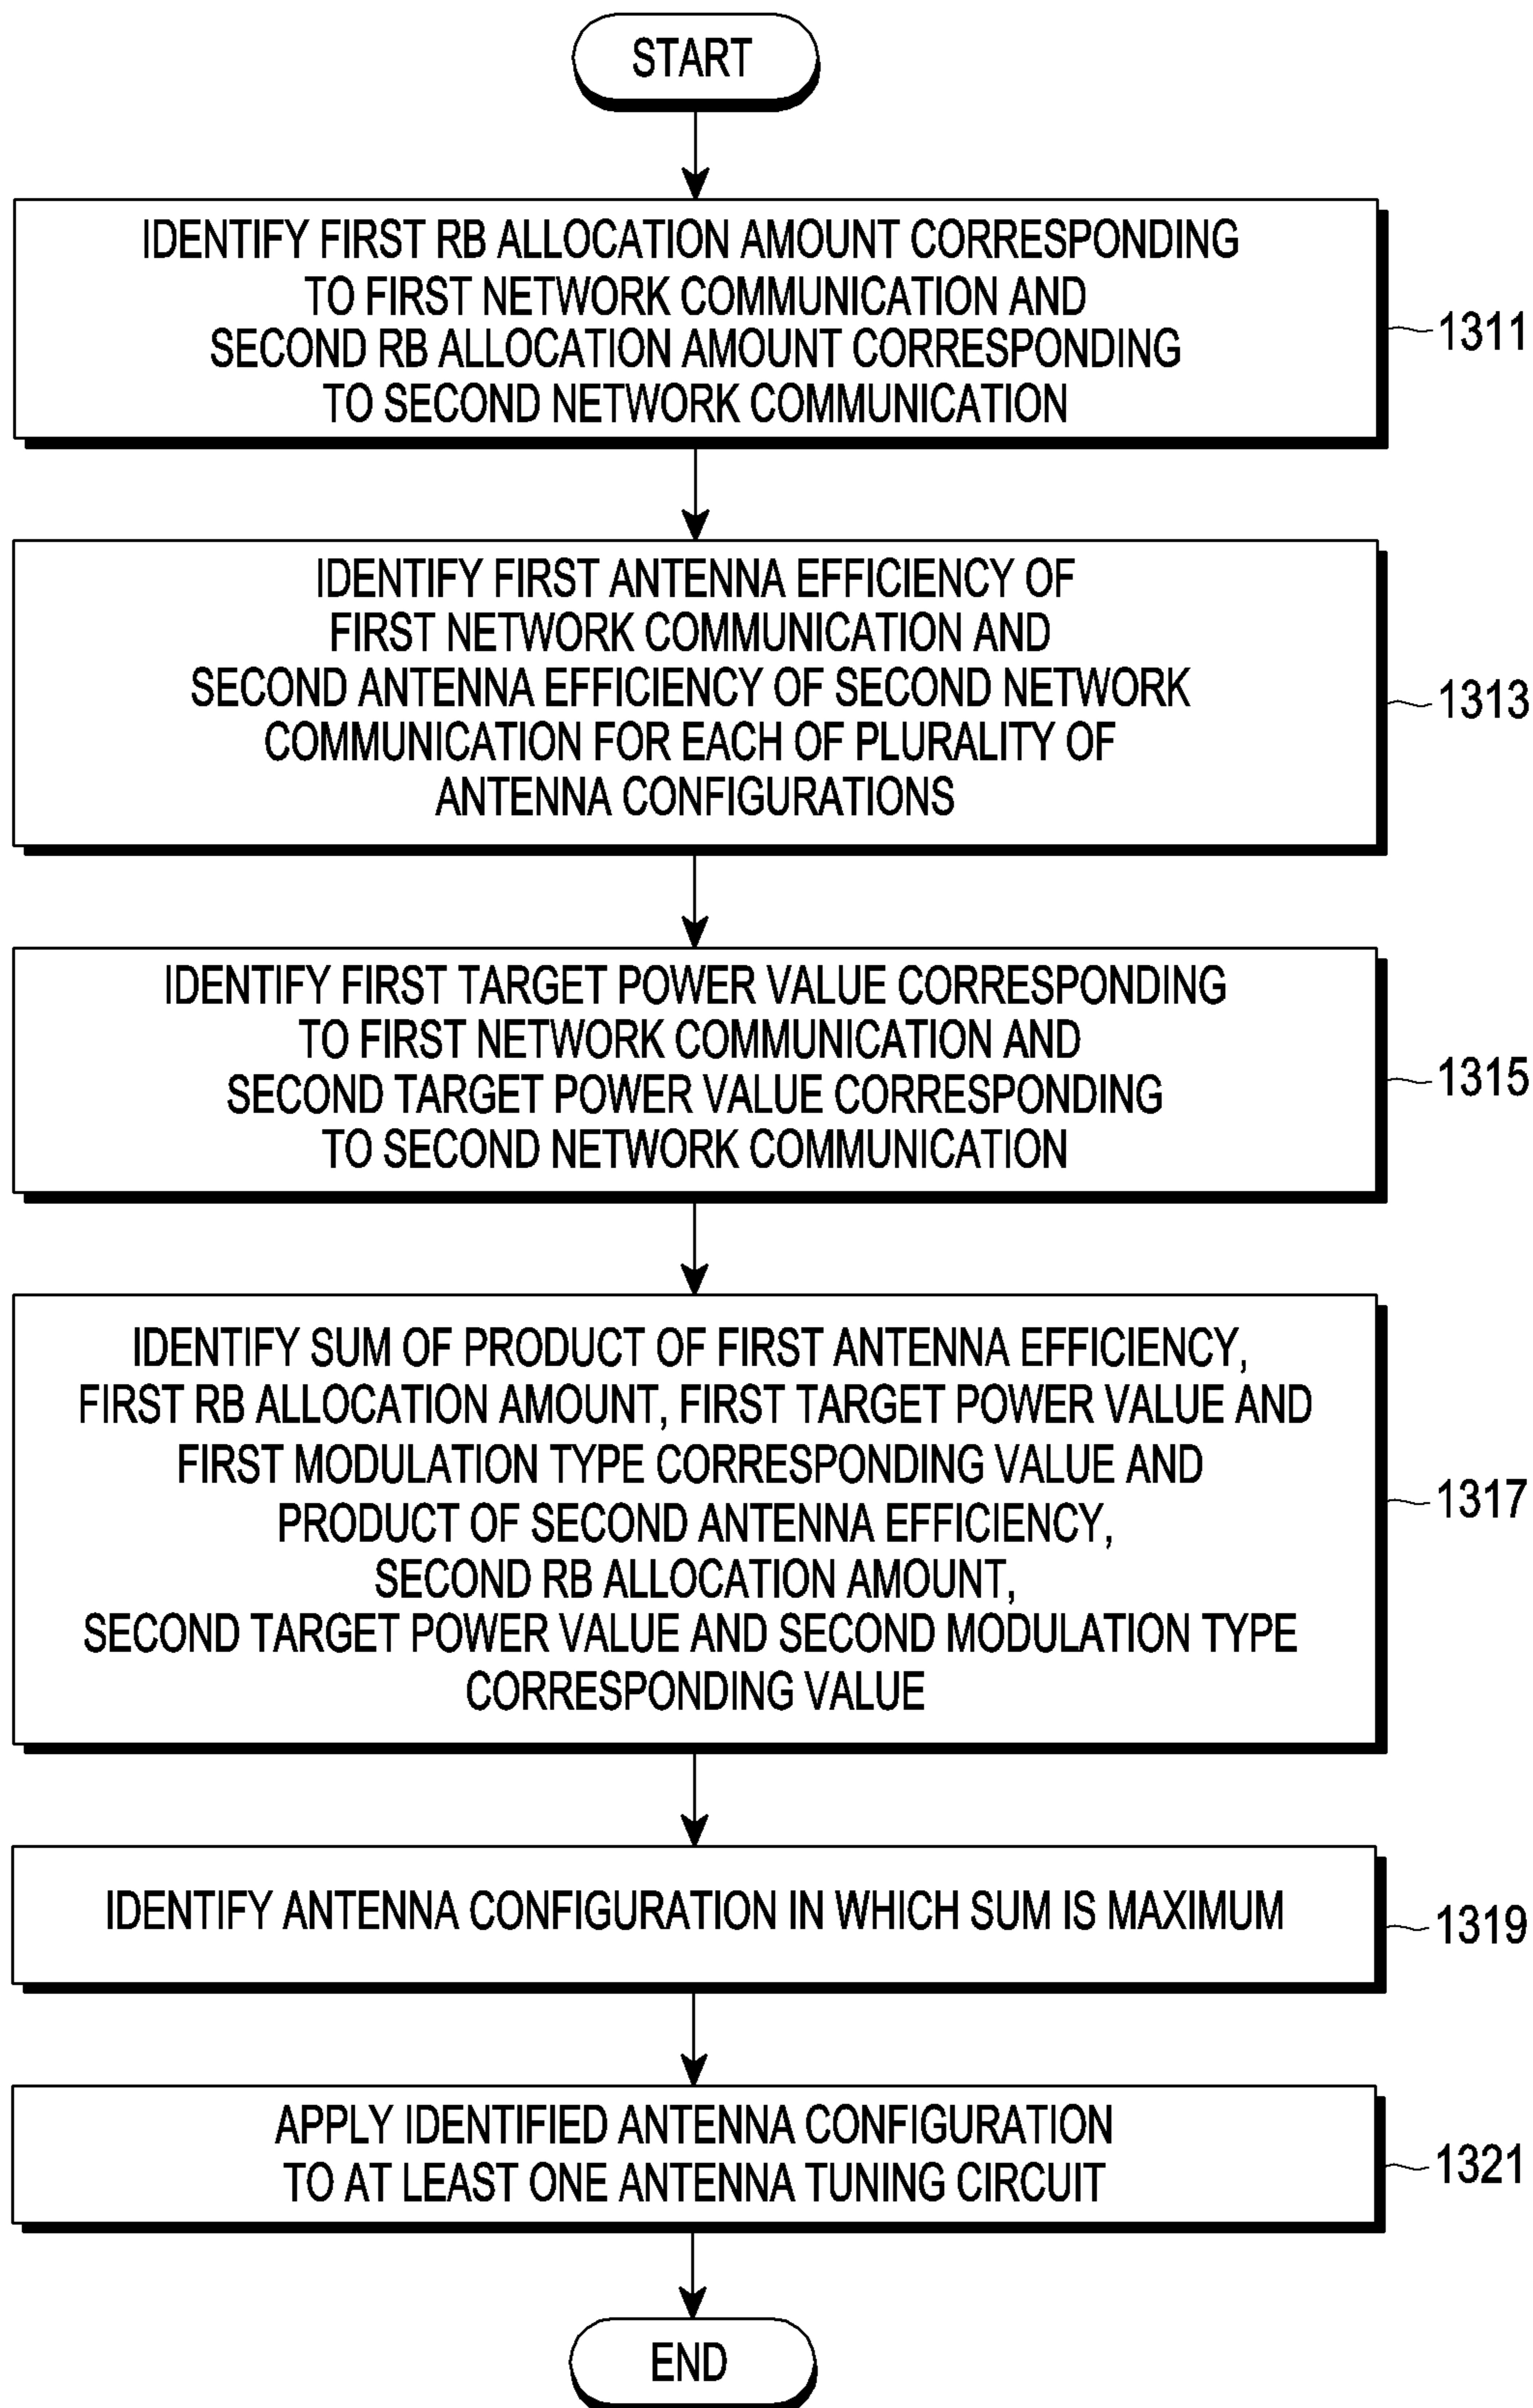 START
IDENTIFY FIRST RB ALLOCATION AMOUNT CORRESPONDING
TO FIRST NETWORK COMMUNICATION AND
SECOND RB ALLOCATION AMOUNT CORRESPONDING
TO SECOND NETWORK COMMUNICATION
1311
IDENTIFY FIRST ANTENNA EFFICIENCY OF
FIRST NETWORK COMMUNICATION AND
SECOND ANTENNA EFFICIENCY OF SECOND NETWORK
COMMUNICATION FOR EACH OF PLURALITY OF
ANTENNA CONFIGURATIONS
1313
IDENTIFY FIRST TARGET POWER VALUE CORRESPONDING
TO FIRST NETWORK COMMUNICATION AND
SECOND TARGET POWER VALUE CORRESPONDING
TO SECOND NETWORK COMMUNICATION
1315
IDENTIFY SUM OF PRODUCT OF FIRST ANTENNA EFFICIENCY,
FIRST RB ALLOCATION AMOUNT, FIRST TARGET POWER VALUE AND
FIRST MODULATION TYPE CORRESPONDING VALUE AND
PRODUCT OF SECOND ANTENNA EFFICIENCY,
SECOND RB ALLOCATION AMOUNT,
SECOND TARGET POWER VALUE AND SECOND MODULATION TYPE
CORRESPONDING VALUE
1317
IDENTIFY ANTENNA CONFIGURATION IN WHICH SUM IS MAXIMUM
1319
APPLY IDENTIFIED ANTENNA CONFIGURATION
TO AT LEAST ONE ANTENNA TUNING CIRCUIT
1321
END